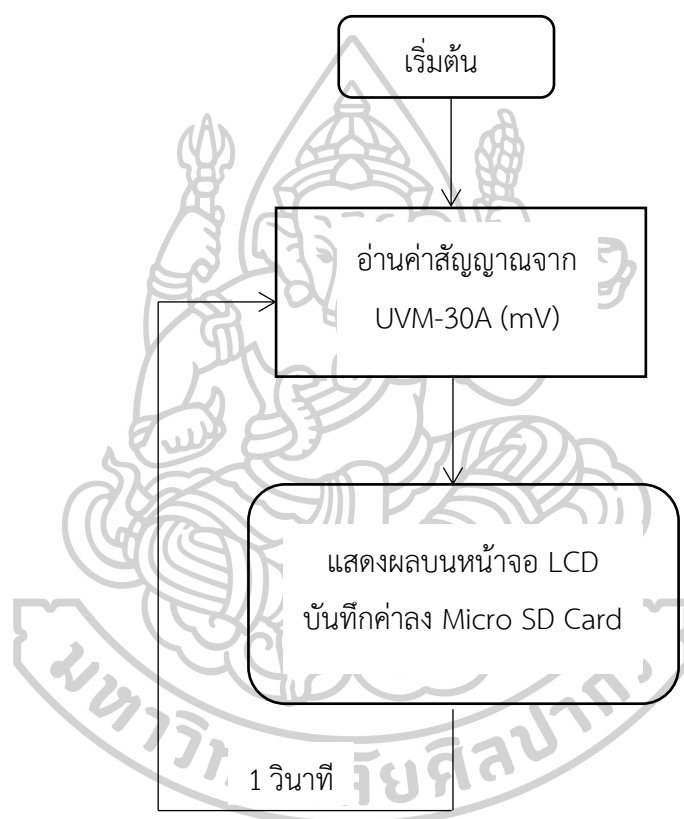 เริ่มต้น
อ่านค่าสัญญาณจาก
UVM-30A (mV)
แสดงผลบนหน้าจอ LCD
บันทึกค่าลง Micro SD Card
1 วินาที